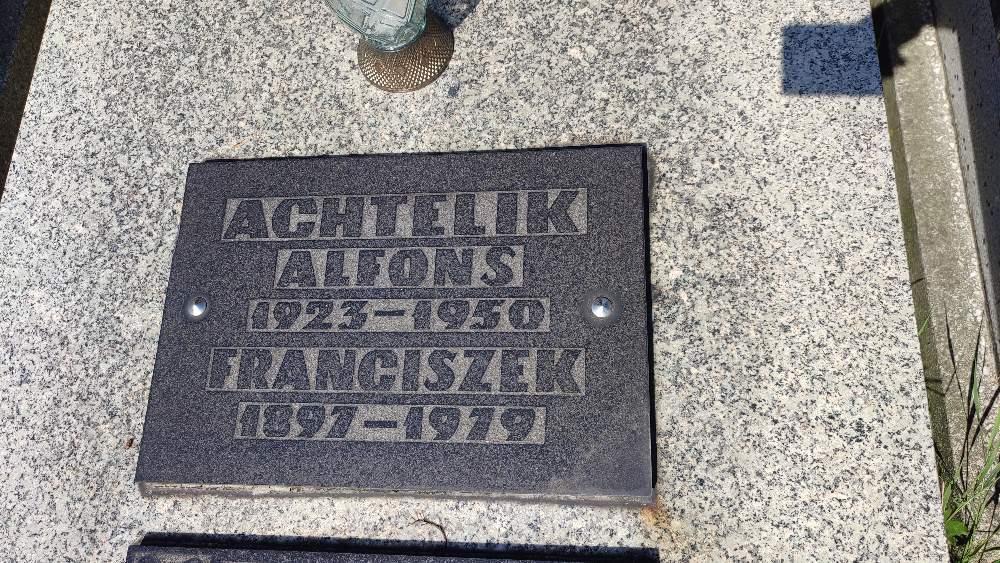 ACHTELIK
ALFONS
1923-1950
FRANCISZEK
1897-1979